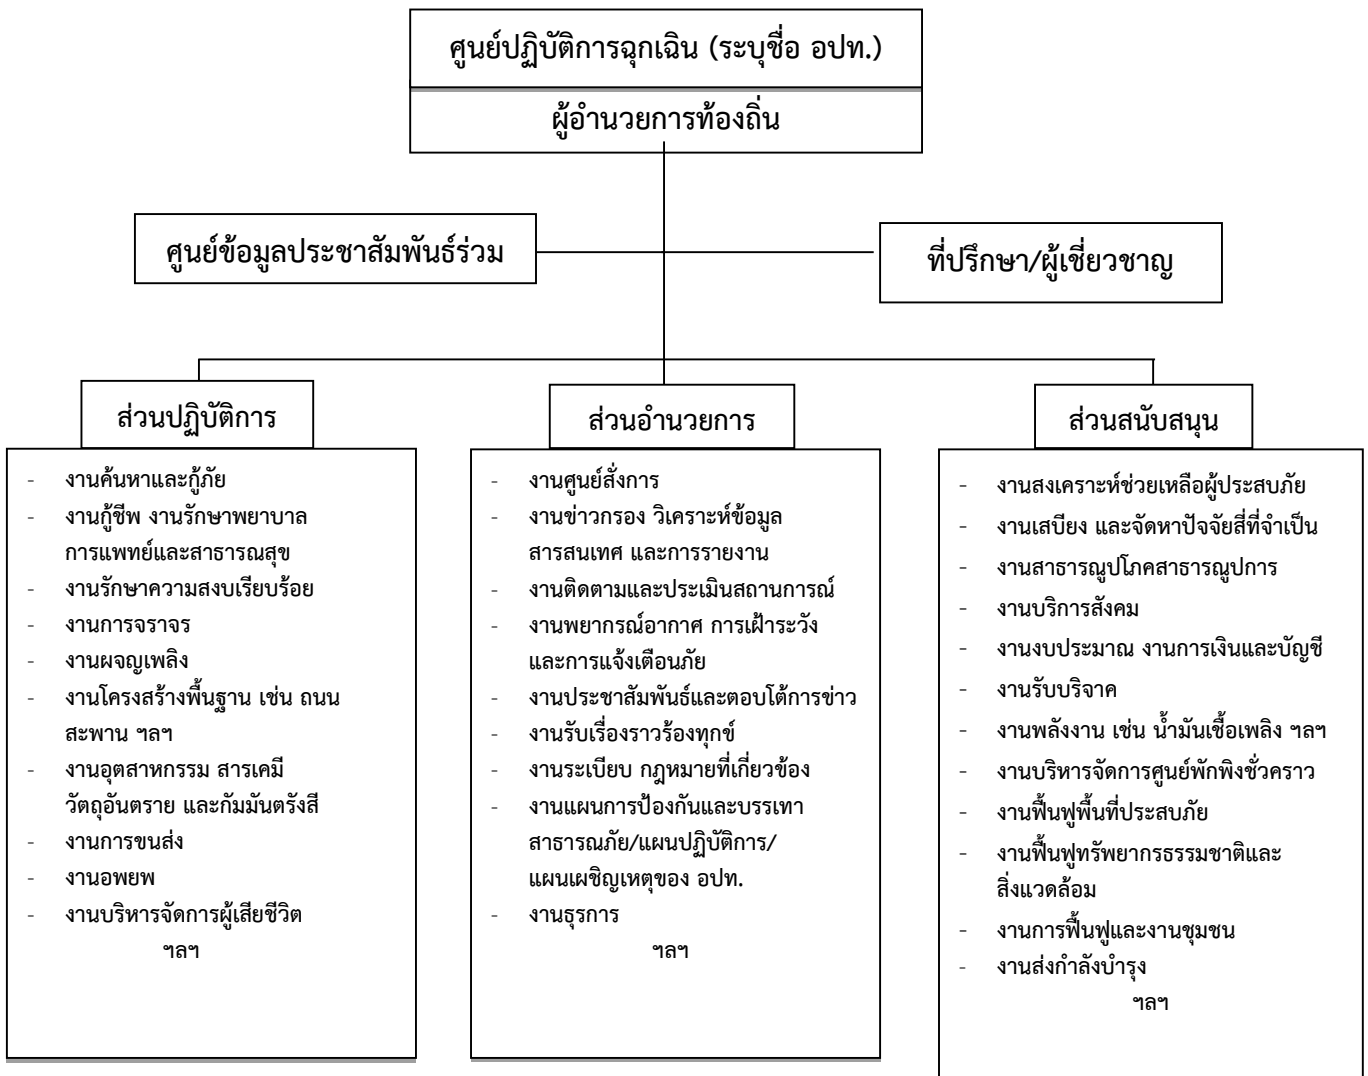 ศูนย์ปฏิบัติการฉุกเฉิน (ระบุชื่อ อปท.)
ผู้อำนวยการท้องถิ่น
ศูนย์ข้อมูลประชาสัมพันธ์ร่วม
ที่ปรึกษา/ผู้เชี่ยวชาญ
ส่วนปฏิบัติการ
- งานค้นหาและกู้ภัย
- งานกู้ชีพ งานรักษาพยาบาล
การแพทย์และสาธารณสุข
- งานรักษาความสงบเรียบร้อย
- งานการจราจร
- งานผจญเพลิง
- งานโครงสร้างพื้นฐาน เช่น ถนน
สะพาน ฯลฯ
- งานอุตสาหกรรม สารเคมี
วัตถุอันตราย และกัมมันตรังสี
- งานการขนส่ง
- งานอพยพ
- งานบริหารจัดการผู้เสียชีวิต
ฯลฯ
ส่วนอำนวยการ
- งานศูนย์สั่งการ
- งานข่าวกรอง วิเคราะห์ข้อมูล
สารสนเทศ และการรายงาน
- งานติดตามและประเมินสถานการณ์
- งานพยากรณ์อากาศ การเฝ้าระวัง
และการแจ้งเตือนภัย
- งานประชาสัมพันธ์และตอบโต้การข่าว
- งานรับเรื่องราวร้องทุกข์
- งานระเบียบ กฎหมายที่เกี่ยวข้อง
- งานแผนการป้องกันและบรรเทา
สาธารณภัย/แผนปฏิบัติการ/
แผนเผชิญเหตุของ อปท.
- งานธุรการ
ฯลฯ
ส่วนสนับสนุน
- งานสงเคราะห์ช่วยเหลือผู้ประสบภัย
- งานเสบียง และจัดหาปัจจัยสี่ที่จำเป็น
- งานสาธารณูปโภคสาธารณูปการ
- งานบริการสังคม
- งานงบประมาณ งานการเงินและบัญชี
- งานรับบริจาค
- งานพลังงาน เช่น น้ำมันเชื้อเพลิง ฯลฯ
- งานบริหารจัดการศูนย์พักพิงชั่วคราว
- งานฟื้นฟูพื้นที่ประสบภัย
- งานฟื้นฟูทรัพยากรธรรมชาติและ
สิ่งแวดล้อม
- งานการฟื้นฟูและงานชุมชน
- งานส่งกำลังบำรุง
ฯลฯ